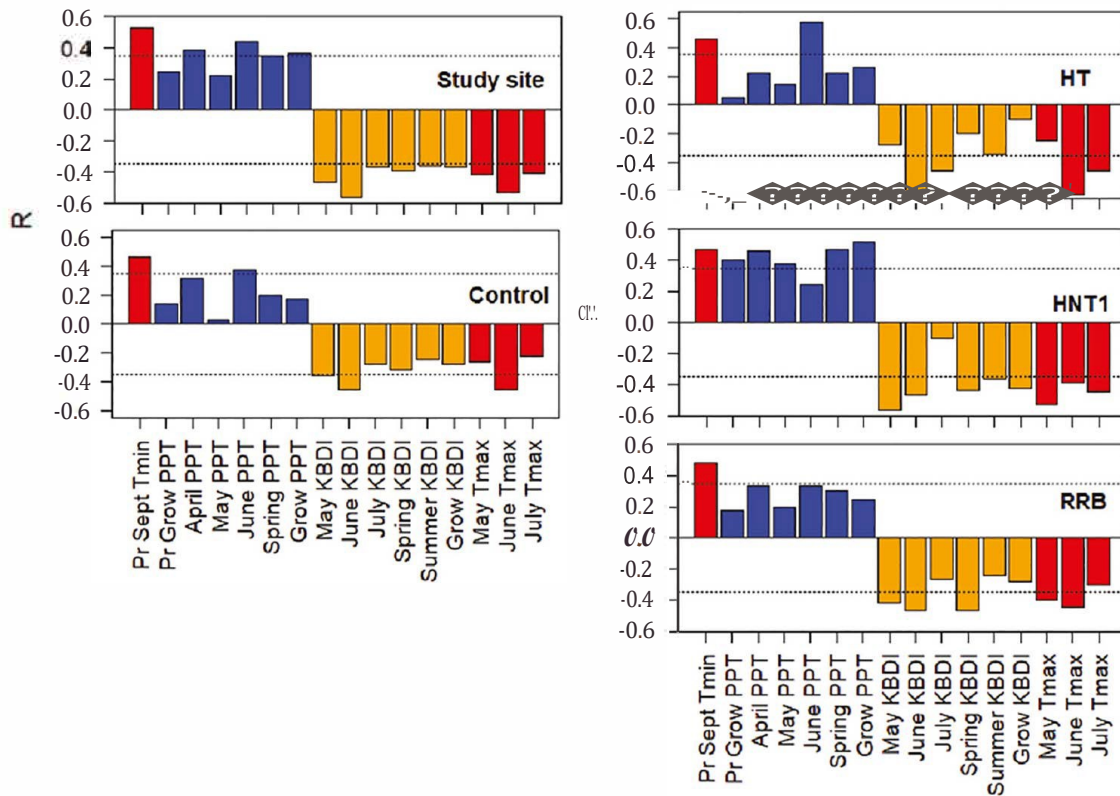 0.6
0.4
0.2
0.0
-0.2
-0.4
-0.6
Study site
R
0.6
0.4
0.2
0.0
-0.2
-0.4
-0.6
Control
Pr Sept Tmin
Pr Grow PPT
April PPT
May PPT
June PPT
Spring PPT
Grow PPT
May KBDI
June KBDI
July KBDI
Spring KBDI
Summer KBDI
Grow KBDI
May Tmax
June Tmax
July Tmax
0.6
0.4
0.2
0.0
-0.2
-0.4
-0.6
HT
0.6
0.4
0.2
0.0
-0.2
-0.4
-0.6
HNT1
0.6
0.4
0.2
0.0
-0.2
-0.4
-0.6
RRB
Pr Sept Tmin
Pr Grow PPT
April PPT
May PPT
June PPT
Spring PPT
Grow PPT
May KBDI
June KBDI
July KBDI
Spring KBDI
Summer KBDI
Grow KBDI
May Tmax
June Tmax
July Tmax